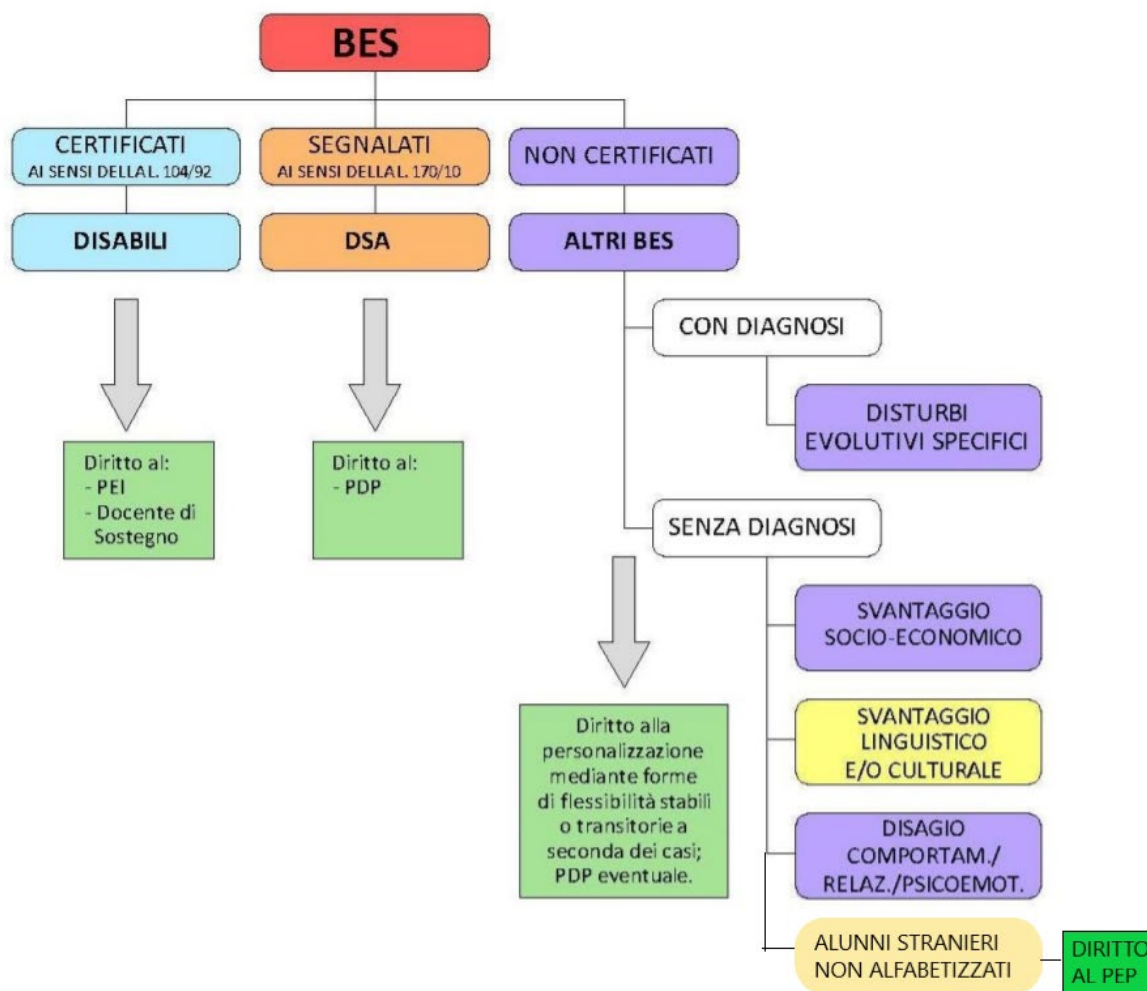 BES
CERTIFICATI
AI SENSI DELLAL. 104/92
SEGNALATI
AI SENSI DELLAL. 170/10
NON CERTIFICATI
DISABILI
DSA
ALTRI BES
CON DIAGNOSI
DISTURBI
EVOLUTIVI SPECIFICI
Diritto al:
- PEI
- Docente di
Sostegno
Diritto al:
- PDP
SENZA DIAGNOSI
SVANTAGGIO
SOCIO-ECONOMICO
SVANTAGGIO
LINGUISTICO
E/O CULTURALE
Diritto alla
personalizzazione
mediante forme
di flessibilità stabili
o transitorie a
seconda dei casi;
PDP eventuale.
DISAGIO
COMPORTAM./
RELAZ./PSICOEMOT.
ALUNNI STRANIERI
NON ALFABETIZZATI
DIRITTO
AL PEP